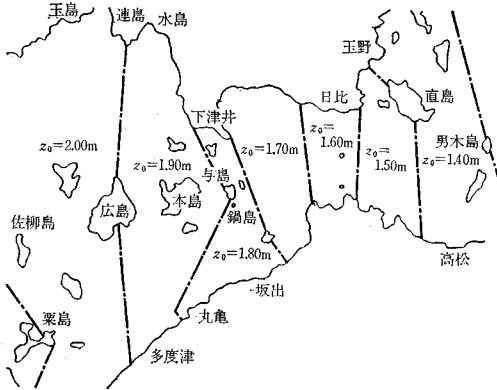 玉島
連島
水島
玉野
下津井
日比
直島
z₀=2.00m
z₀=1.90m
z₀=1.70m
z₀=
1.60m
z₀=
1.50m
男木島
z₀=1.40m
与島
広島
本島
鍋島
佐柳島
z₀=1.80m
高松
坂出
粟島
丸亀
多度津